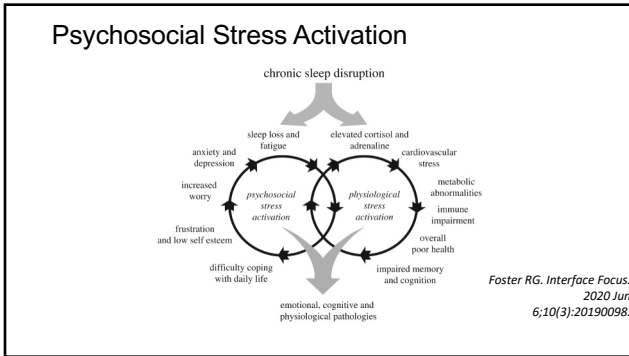 Psychosocial Stress Activation
chronic sleep disruption
sleep loss and
fatigue
elevated cortisol and
adrenaline
anxiety and
depression
cardiovascular
stress
increased
worry
psychosocial
stress
activation
physiological
stress
activation
metabolic
abnormalities
immune
impairment
frustration
and low self esteem
overall
poor health
difficulty coping
with daily life
impaired memory
and cognition
emotional, cognitive and
physiological pathologies
Foster RG. Interface Focus.
2020 Jun
6;10(3):20190098.